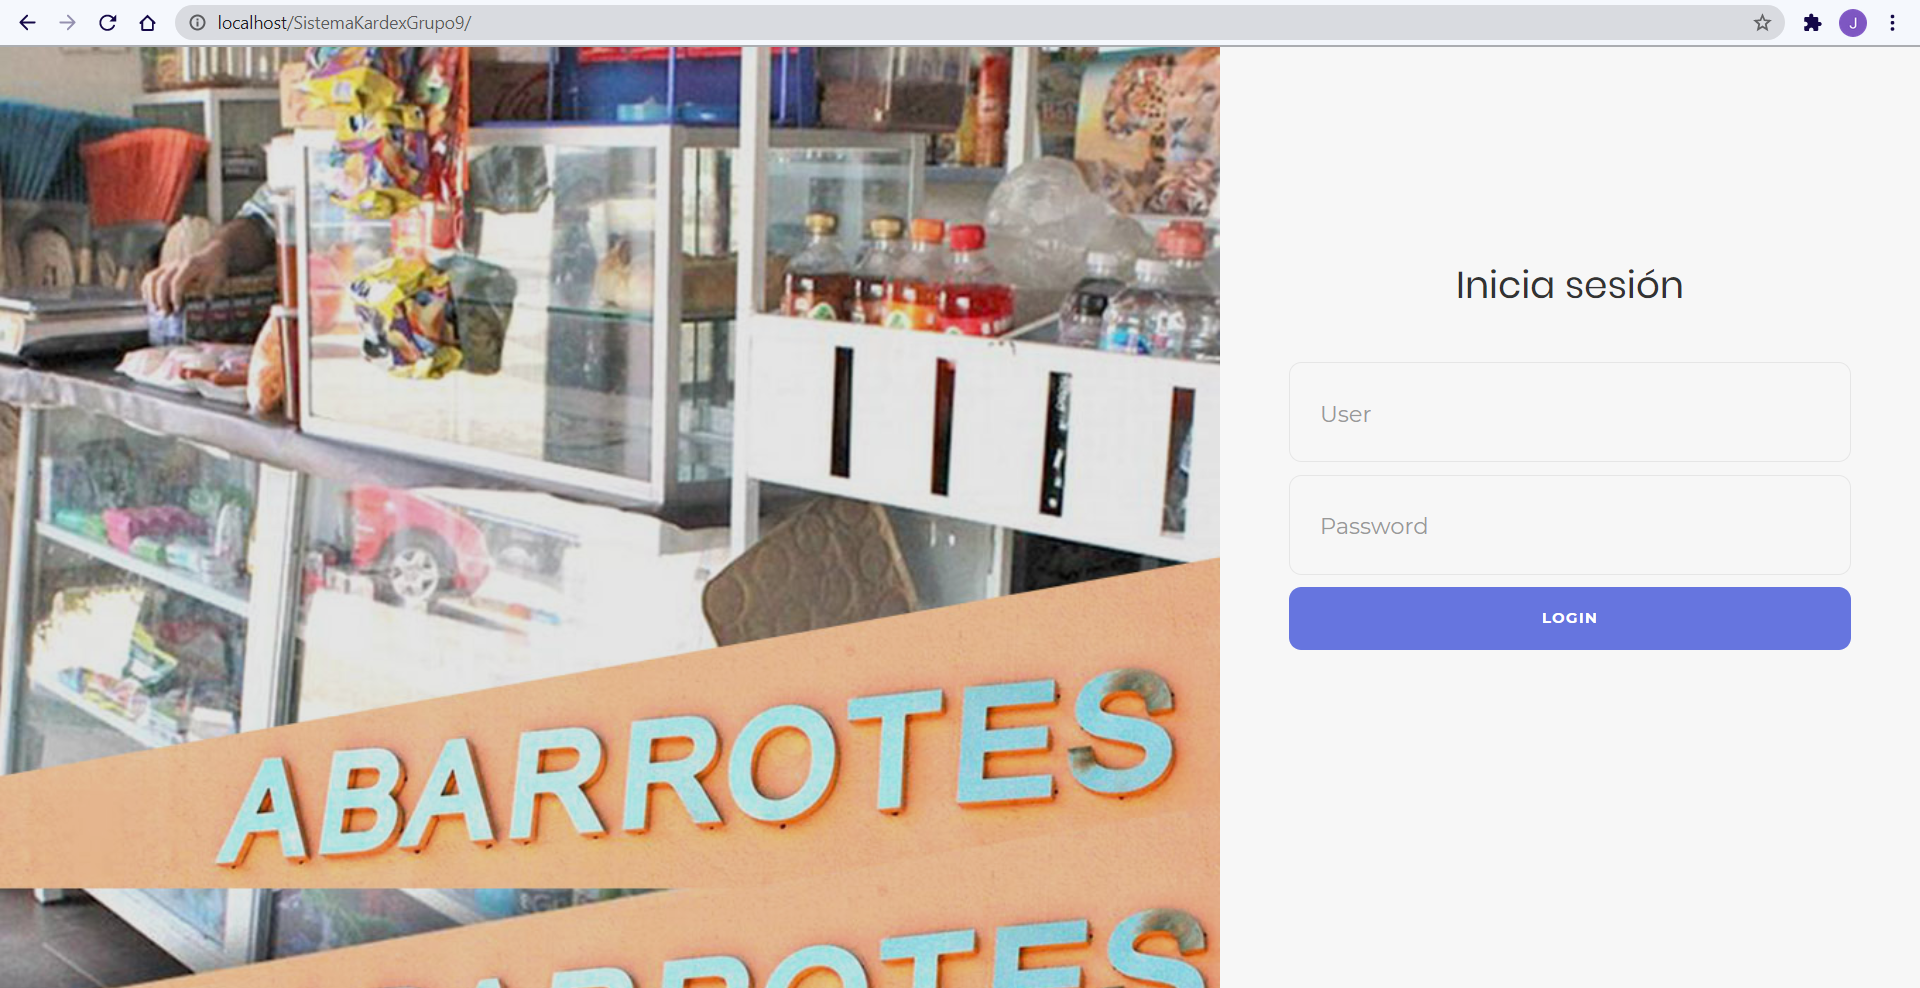 localhost/SistemaKardexGrupo9/
J
Inicia sesión
User
Password
LOGIN
ABARROTES